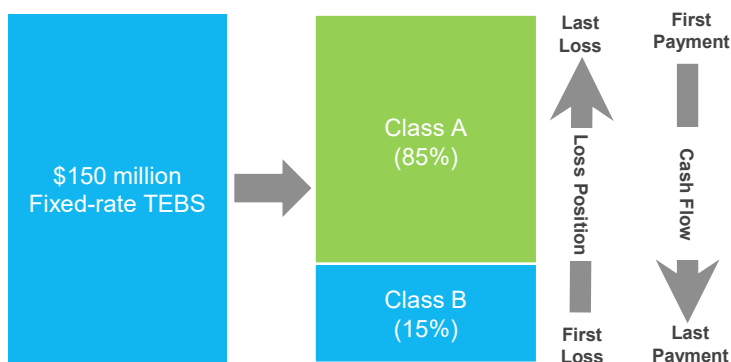 $150 million
Fixed-rate TEBS
Class A
(85%)
Class B
(15%)
Last
Loss
Loss Position
First
Loss
First
Payment
Cash Flow
Last
Payment